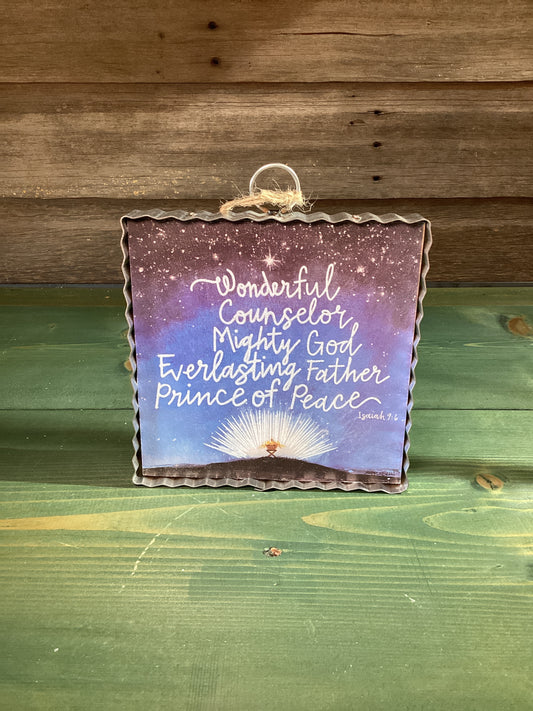 Wonderful
Counselor
Mighty God
Everlasting Father
Prince of Peace
Isaiah 9:6